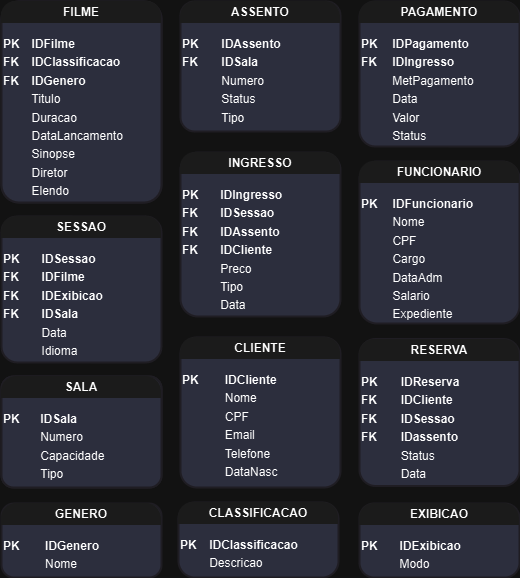 FILME
PK IDFilme
FK IDClassificacao
FK IDGenero
Titulo
Duracao
DataLancamento
Sinopse
Diretor
Elendo
SESSAO
PK IDSessao
FK IDFilme
FK IDExibicao
FK IDSala
Data
Idioma
SALA
PK IDSala
Numero
Capacidade
Tipo
GENERO
PK IDGenero
Nome
ASSENTO
PK IDAssento
FK IDSala
Numero
Status
Tipo
INGRESSO
PK IDIngresso
FK IDSessao
FK IDAssento
FK IDCliente
Preco
Tipo
Data
CLIENTE
PK IDCliente
Nome
CPF
Email
Telefone
DataNasc
CLASSIFICACAO
PK IDClassificacao
Descricao
PAGAMENTO
PK IDPagamento
FK IDIngresso
MetPagamento
Data
Valor
Status
FUNCIONARIO
PK IDFuncionario
Nome
CPF
Cargo
DataAdm
Salario
Expediente
RESERVA
PK IDReserva
FK IDCliente
FK IDSessao
FK IDassento
Status
Data
EXIBICAO
PK IDExibicao
Modo